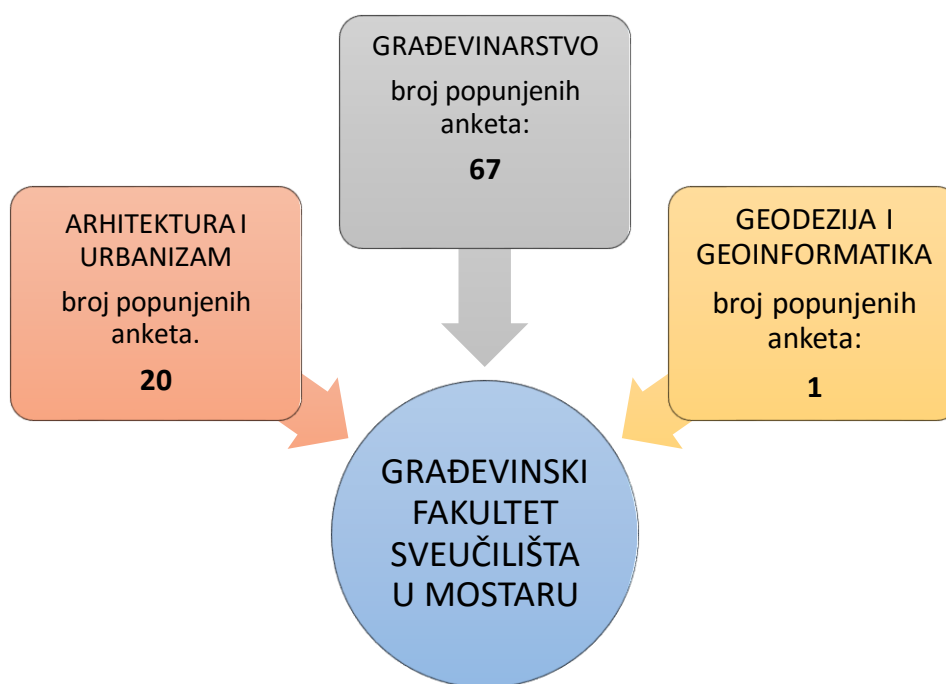 GRAĐEVINARSTVO
broj popunjenih
anketa:
67
ARHITEKTURA I
URBANIZAM
broj popunjenih
anketa.
20
GEODEZIJA I
GEOINFORMATIKA
broj popunjenih
anketa:
1
GRAĐEVINSKI
FAKULTET
SVEUČILIŠTA
U MOSTARU